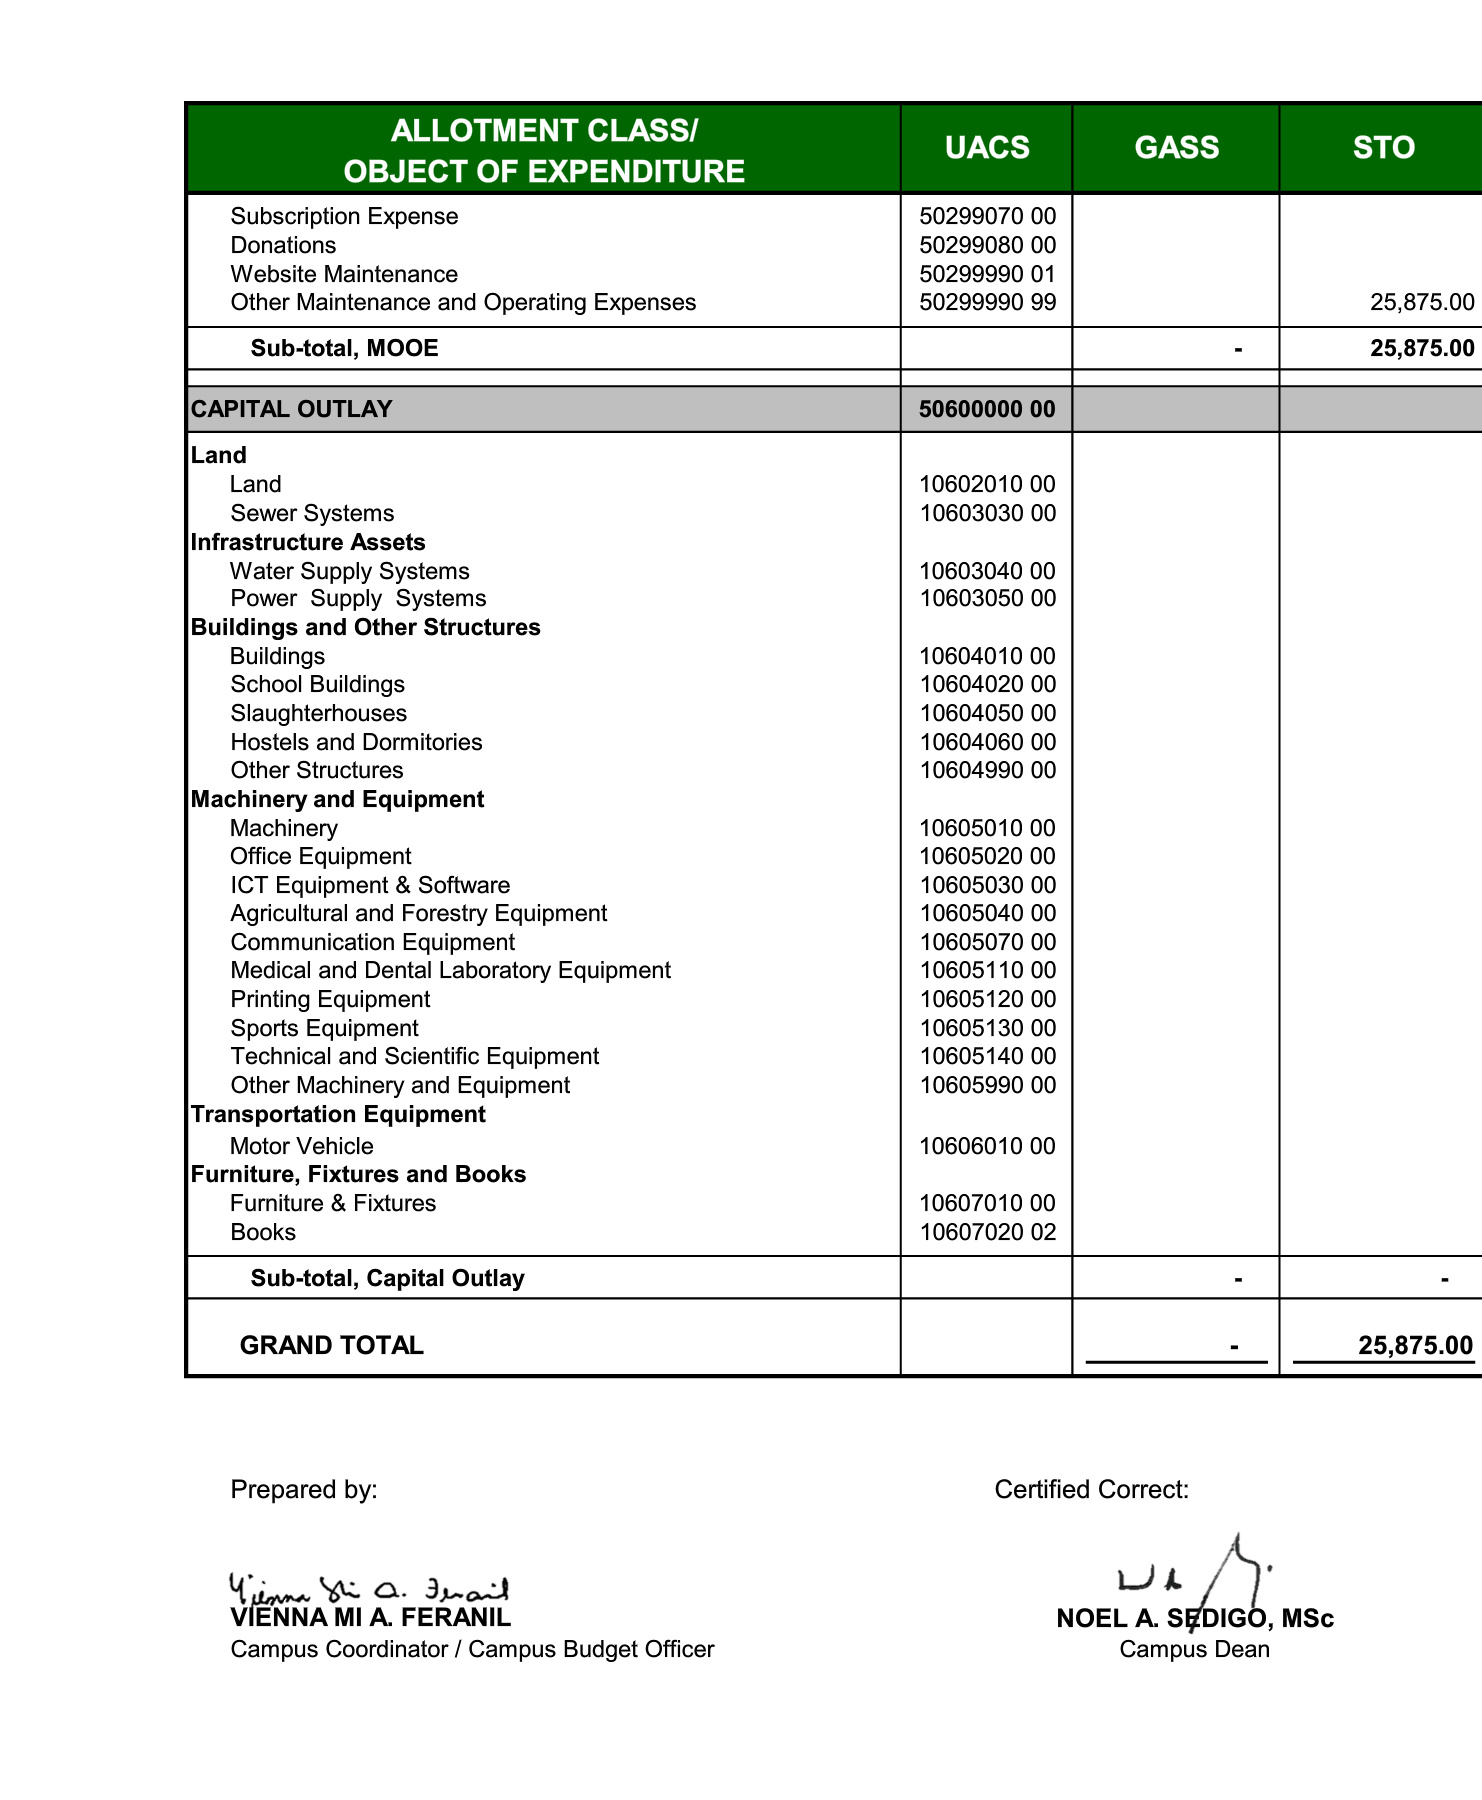 ALLOTMENT CLASS/
OBJECT OF EXPENDITURE UACS GASS STO
Subscription Expense 50299070 00
Donations 50299080 00
Website Maintenance 50299990 01
Other Maintenance and Operating Expenses 50299990 99 25,875.00
Sub-total, MOOE - 25,875.00
CAPITAL OUTLAY 50600000 00
Land
Land 10602010 00
Sewer Systems 10603030 00
Infrastructure Assets
Water Supply Systems 10603040 00
Power Supply Systems 10603050 00
Buildings and Other Structures
Buildings 10604010 00
School Buildings 10604020 00
Slaughterhouses 10604050 00
Hostels and Dormitories 10604060 00
Other Structures 10604990 00
Machinery and Equipment
Machinery 10605010 00
Office Equipment 10605020 00
ICT Equipment & Software 10605030 00
Agricultural and Forestry Equipment 10605040 00
Communication Equipment 10605070 00
Medical and Dental Laboratory Equipment 10605110 00
Printing Equipment 10605120 00
Sports Equipment 10605130 00
Technical and Scientific Equipment 10605140 00
Other Machinery and Equipment 10605990 00
Transportation Equipment
Motor Vehicle 10606010 00
Furniture, Fixtures and Books
Furniture & Fixtures 10607010 00
Books 10607020 02
Sub-total, Capital Outlay - -
GRAND TOTAL - 25,875.00
Prepared by: Certified Correct:
Vienna Mi A. Feranil
VIENNA MI A. FERANIL NOEL A. SEDIGO, MSc
Campus Coordinator / Campus Budget Officer Campus Dean